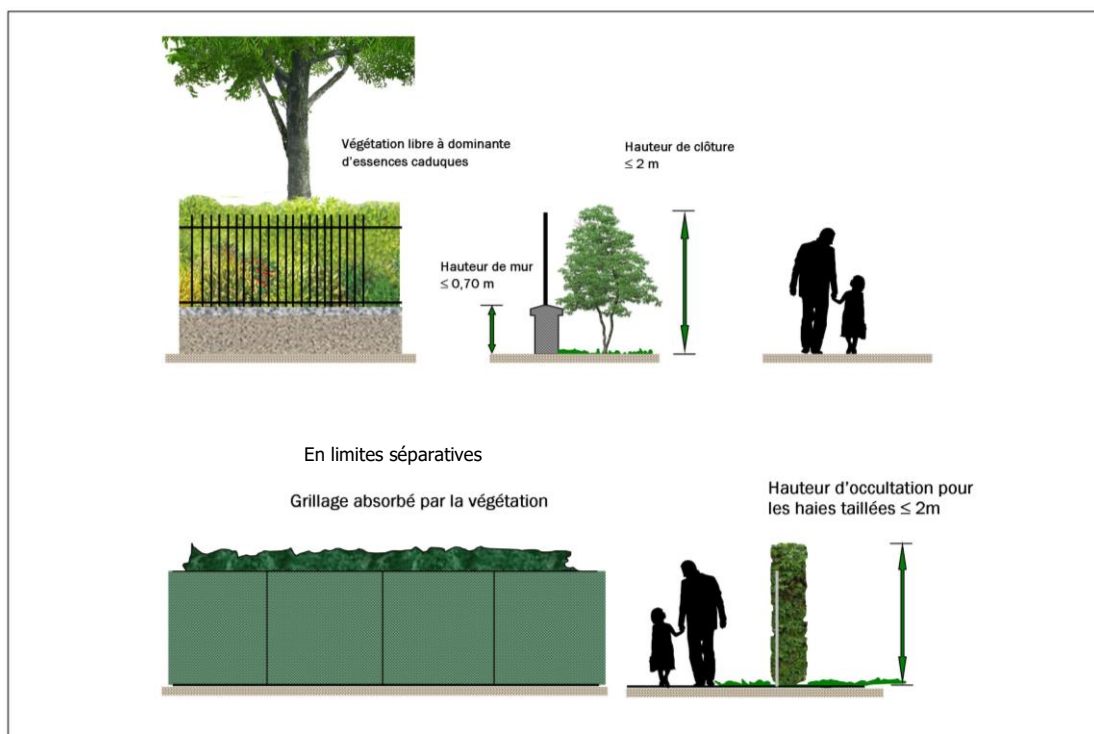 Végétation libre à dominante
d'essences caduques
Hauteur de clôture
≤ 2 m
Hauteur de mur
≤ 0,70 m
En limites séparatives
Grillage absorbé par la végétation
Hauteur d'occultation pour
les haies taillées ≤ 2m